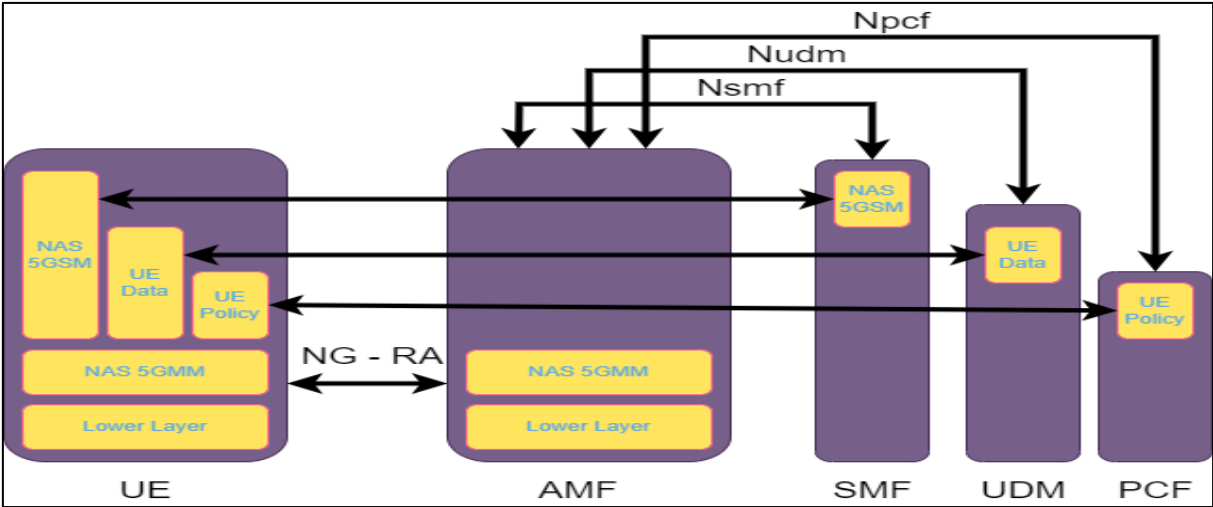 Npcf
Nudm
Nsmf
NAS
5GSM
UE
Data
UE
Policy
NAS 5GMM
Lower Layer
NG - RA
NAS 5GMM
Lower Layer
NAS
5GSM
UE
Data
UE
Policy
UE
AMF
SMF
UDM
PCF